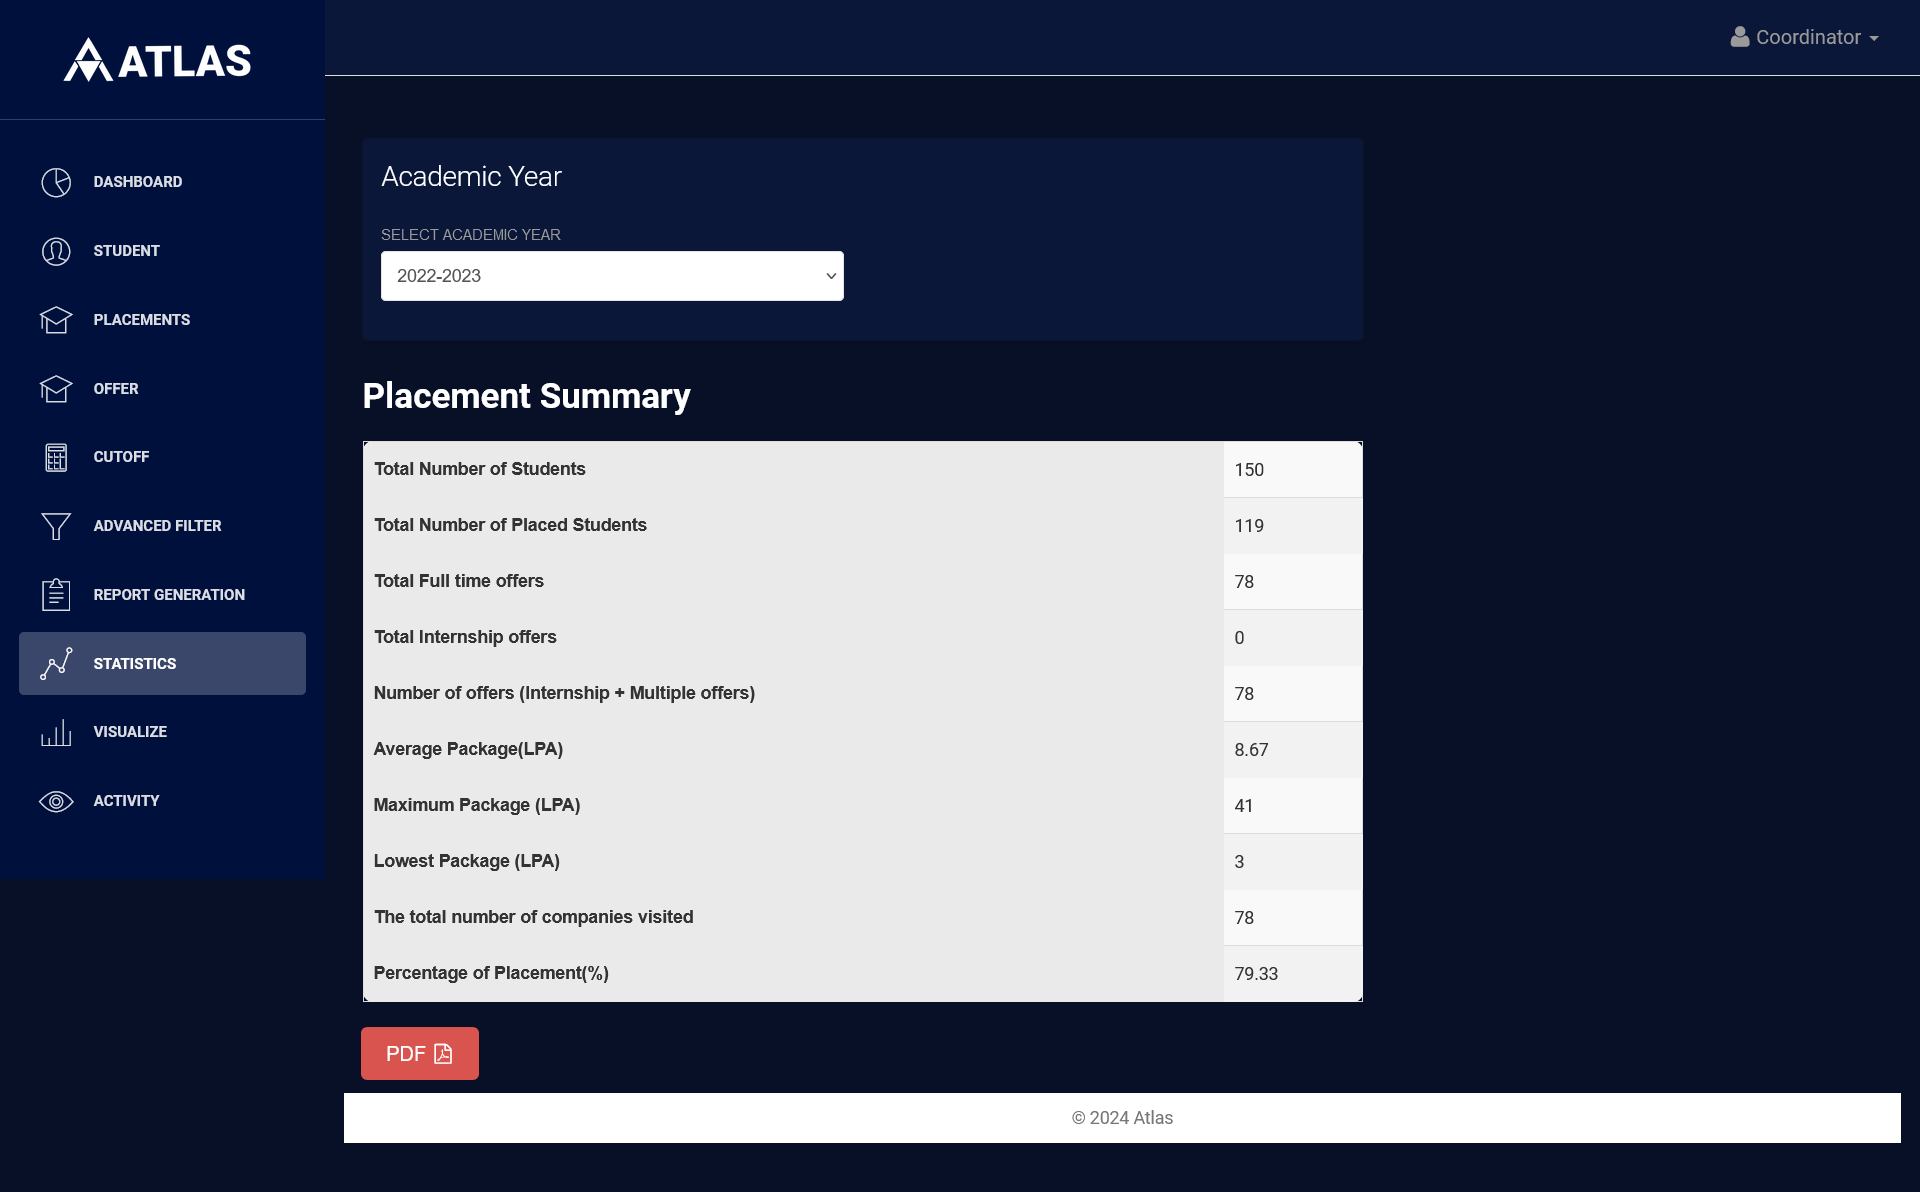 ATLAS
Coordinator
DASHBOARD
STUDENT
PLACEMENTS
OFFER
CUTOFF
ADVANCED FILTER
REPORT GENERATION
STATISTICS
VISUALIZE
ACTIVITY
Academic Year
SELECT ACADEMIC YEAR
2022-2023
Placement Summary
Total Number of Students 150
Total Number of Placed Students 119
Total Full time offers 78
Total Internship offers 0
Number of offers (Internship + Multiple offers) 78
Average Package(LPA) 8.67
Maximum Package (LPA) 41
Lowest Package (LPA) 3
The total number of companies visited 78
Percentage of Placement(%) 79.33
PDF
© 2024 Atlas